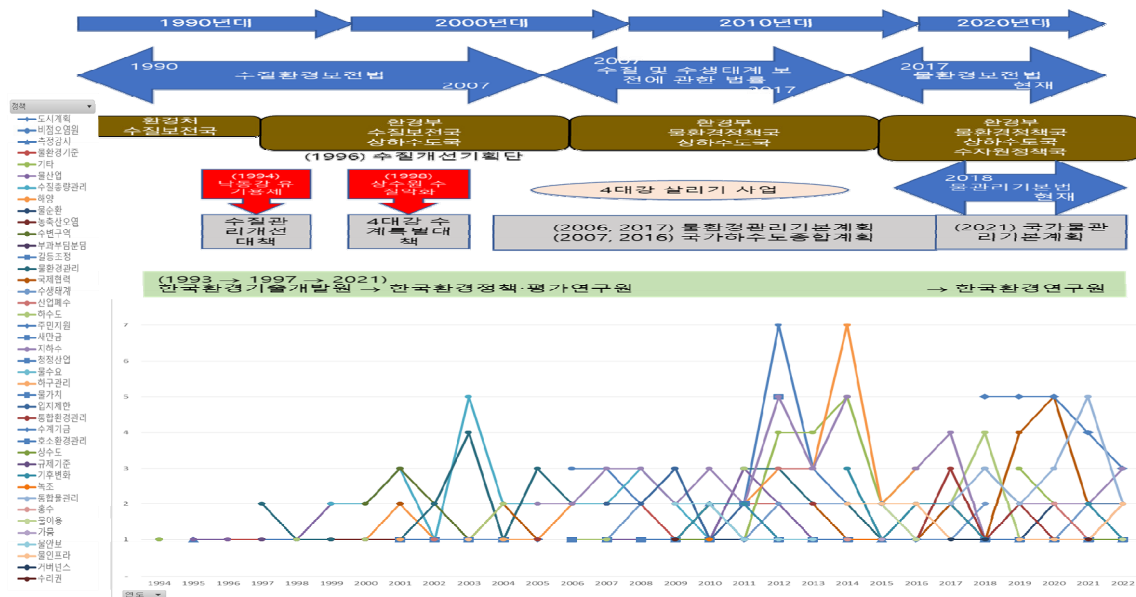 1990년대
2000년대
2010년대
2020년대
1990
수질환경보전법
2007
2007
수질 및 수생태계 보
전에 관한 법률
2017
2017
물환경보전법
현재
환경처
수질보전국
환경부
수질보전국
상하수도국
환경부
물환경정책국
상하수도국
환경부
물환경정책국
상하수도국
수자원정책국
(1996) 수질개선기획단
(1994)
낙동강 유
기용제
(1998)
상수원 수
질악화
4대강 살리기 사업
2018
물관리기본법
현재
수질관
리개선
대책
4대강 수
계특별대
책
(2006, 2017) 물환경관리기본계획
(2007, 2016) 국가하수도종합계획
(2021) 국가물관
리기본계획
(1993 → 1997 → 2021)
한국환경기술개발원 → 한국환경정책·평가연구원 → 한국환경연구원
정책
도시계획
비점오염원
측정감시
물환경기준
기타
물산업
수질총량관리
해양
물순환
농축산오염
수변구역
부과부담분담
갈등조정
물환경관리
국제협력
수생태계
산업폐수
하수도
주민지원
새만금
지하수
청정산업
물수요
하구관리
물가치
입지제한
통합환경관리
수계기금
호소환경관리
상수도
규제기준
기후변화
녹조
통합물관리
홍수
물이용
가뭄
물안보
물인프라
거버넌스
수리권
7
6
5
4
3
2
1
-
1994 1995 1996 1997 1998 1999 2000 2001 2002 2003 2004 2005 2006 2007 2008 2009 2010 2011 2012 2013 2014 2015 2016 2017 2018 2019 2020 2021 2022
연도